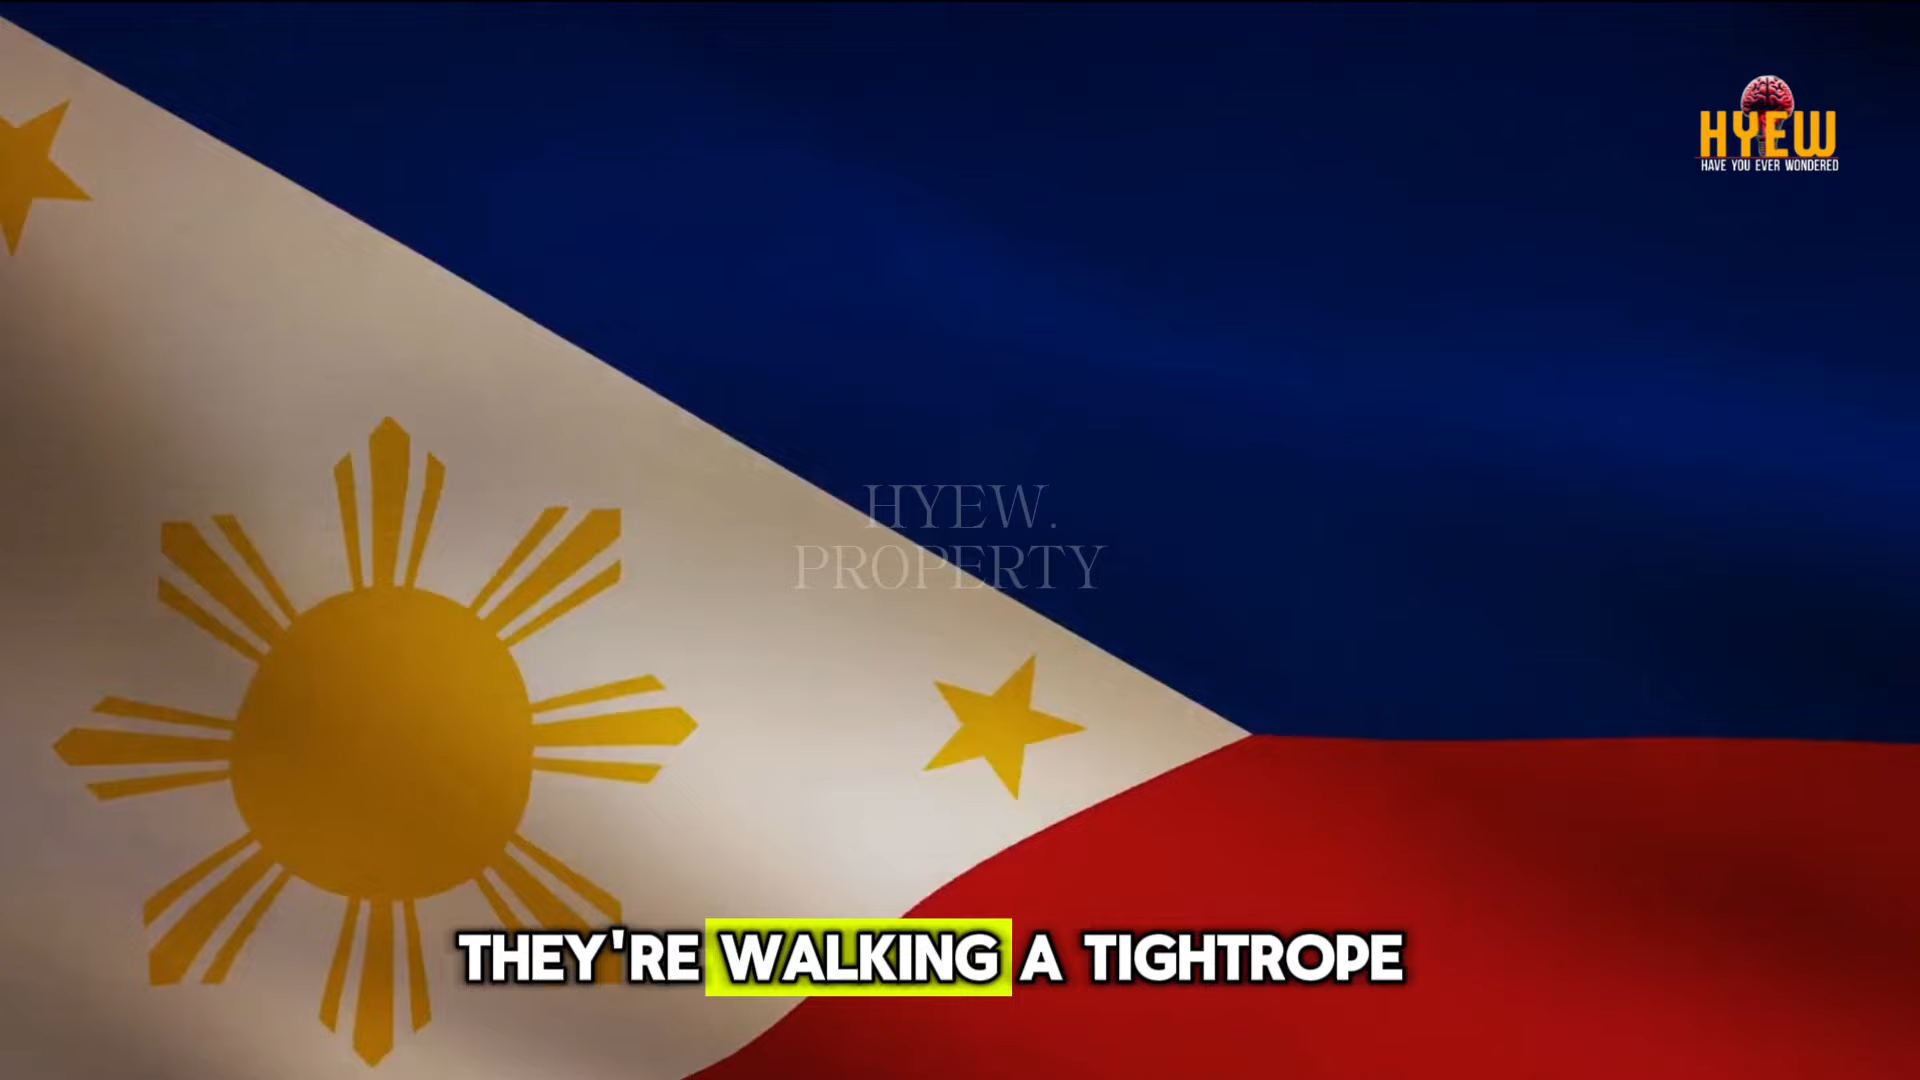 HYEW
HAVE YOU EVER WONDERED
HYEW.
PROPERTY
THEY'RE WALKING A TIGHTROPE